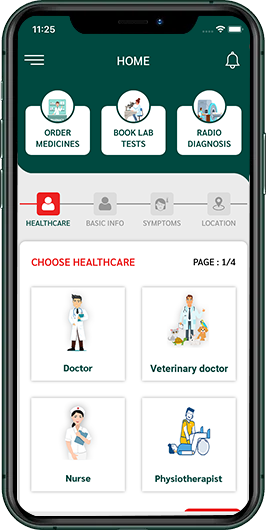 11:25
HOME
ORDER
MEDICINES
BOOK LAB
TESTS
RADIO
DIAGNOSIS
HEALTHCARE
BASIC INFO
SYMPTOMS
LOCATION
CHOOSE HEALTHCARE
PAGE : 1/4
Doctor
Veterinary doctor
Nurse
Physiotherapist